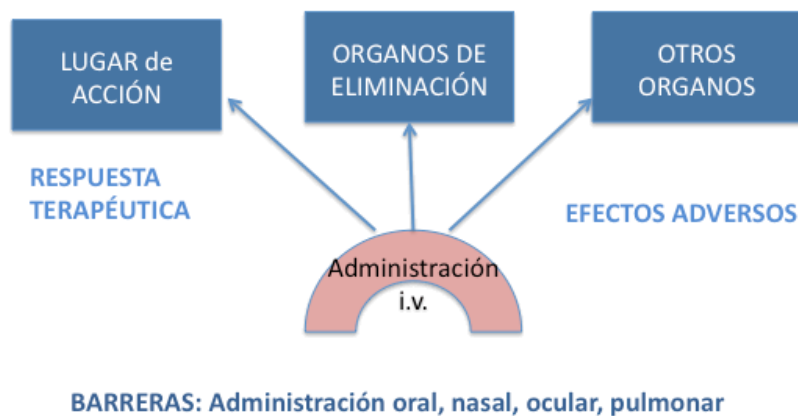 LUGAR de
ACCIÓN
ORGANOS DE
ELIMINACIÓN
OTROS
ORGANOS
RESPUESTA
TERAPÉUTICA
EFECTOS ADVERSOS
Administración
i.v.
BARRERAS: Administración oral, nasal, ocular, pulmonar